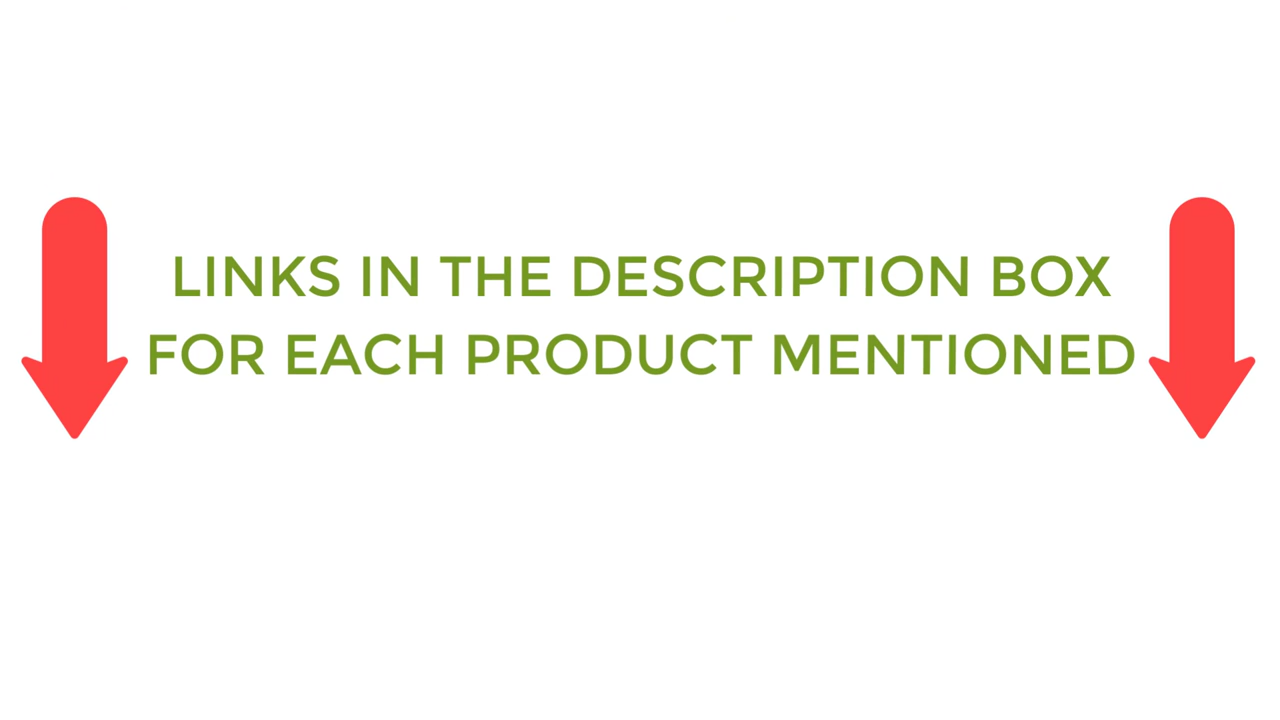 LINKS IN THE DESCRIPTION BOX
FOR EACH PRODUCT MENTIONED